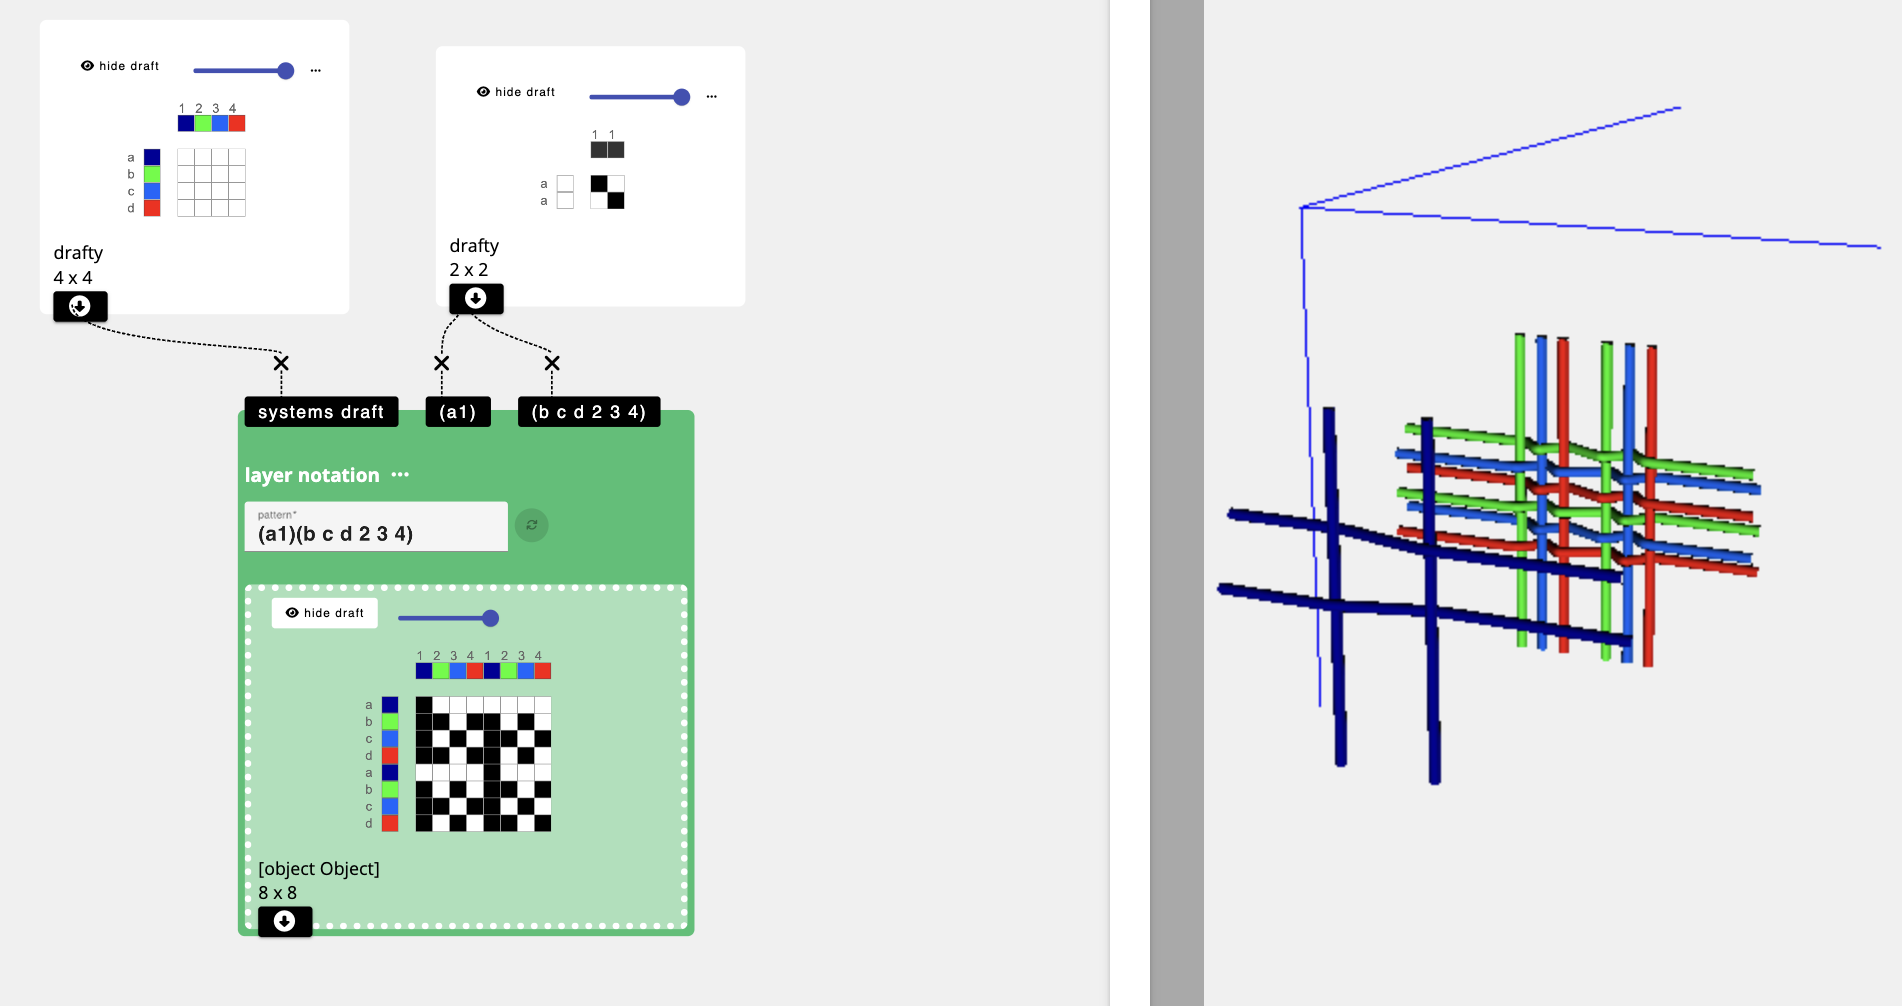 hide draft ...
1 2 3 4
a
b
c
d
drafty
4 x 4
hide draft ...
1 1
a
a
drafty
2 x 2
systems draft
(a1)
(b c d 2 3 4)
layer notation ...
pattern*
(a1)(b c d 2 3 4)
hide draft
1 2 3 4 1 2 3 4
a
b
c
d
a
b
c
d
[object Object]
8 x 8